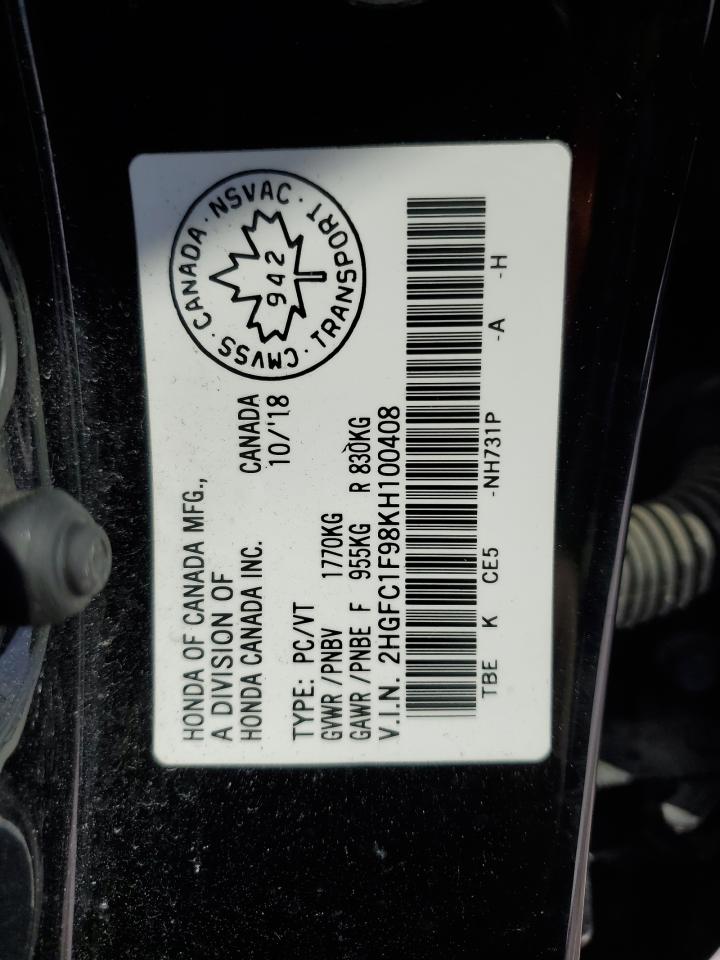 HONDA OF CANADA MFG.,
A DIVISION OF
HONDA CANADA INC.
CANADA
10/'18
CMVSS · CANADA · NSVAC · TRANSPORT ·
942
TYPE: PC/VT
GVWR /PNBV 1770KG
GAWR /PNBE F 955KG R 830KG
V.I.N. 2HGFC1F98KH100408
TBE K CE5 -NH731P -A -H